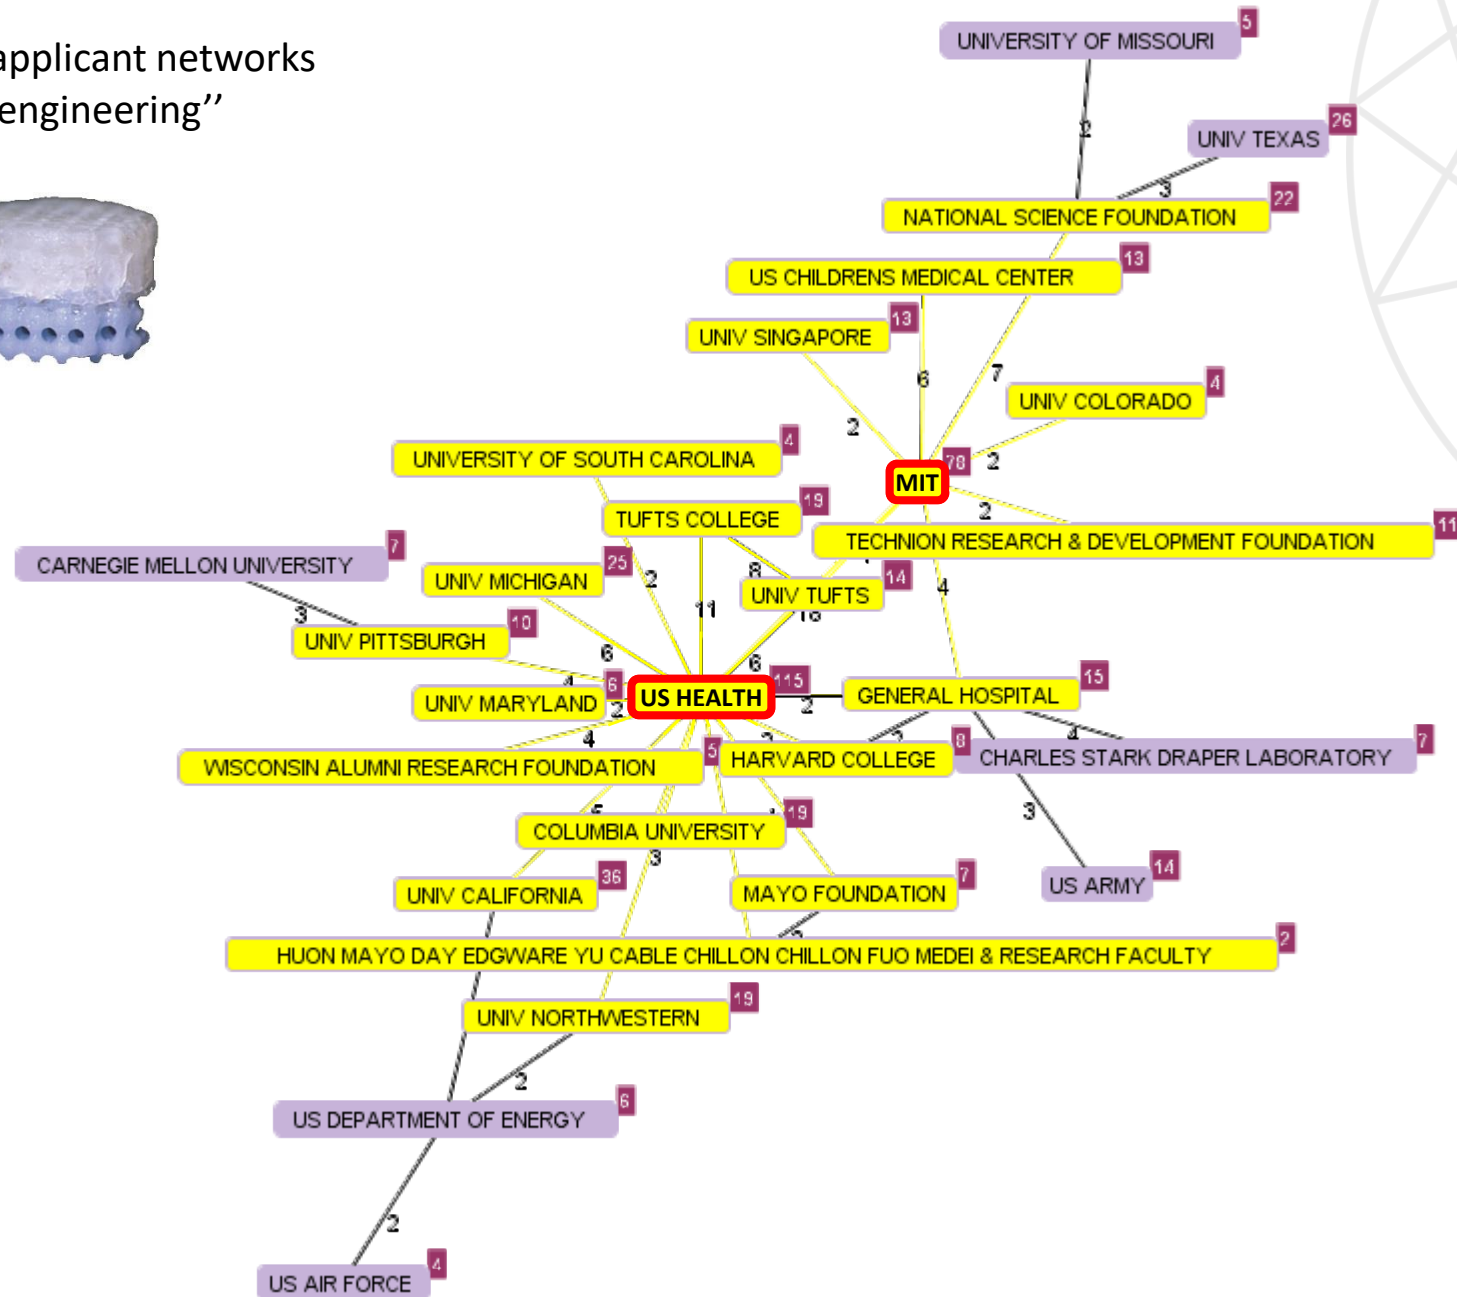 applicant networks
engineering’’
UNIVERSITY OF MISSOURI 5
2
UNIV TEXAS 26
3
NATIONAL SCIENCE FOUNDATION 22
US CHILDRENS MEDICAL CENTER 13
UNIV SINGAPORE 13
6
7
UNIV COLORADO 4
2
2
UNIVERSITY OF SOUTH CAROLINA 4
MIT 78
TUFTS COLLEGE 19
2
TECHNION RESEARCH & DEVELOPMENT FOUNDATION 11
CARNEGIE MELLON UNIVERSITY 7
UNIV MICHIGAN 25
2
8
UNIV TUFTS 14
4
3
11
16
UNIV PITTSBURGH 10
6
6
4
UNIV MARYLAND 6
2
US HEALTH 115
2
GENERAL HOSPITAL 15
4
4
WISCONSIN ALUMNI RESEARCH FOUNDATION 5
HARVARD COLLEGE 8
CHARLES STARK DRAPER LABORATORY 7
3
COLUMBIA UNIVERSITY 19
3
UNIV CALIFORNIA 36
MAYO FOUNDATION 7
US ARMY 14
HUON MAYO DAY EDGWARE YU CABLE CHILLON CHILLON FUO MEDEI & RESEARCH FACULTY 2
UNIV NORTHWESTERN 19
2
US DEPARTMENT OF ENERGY 6
2
US AIR FORCE 4